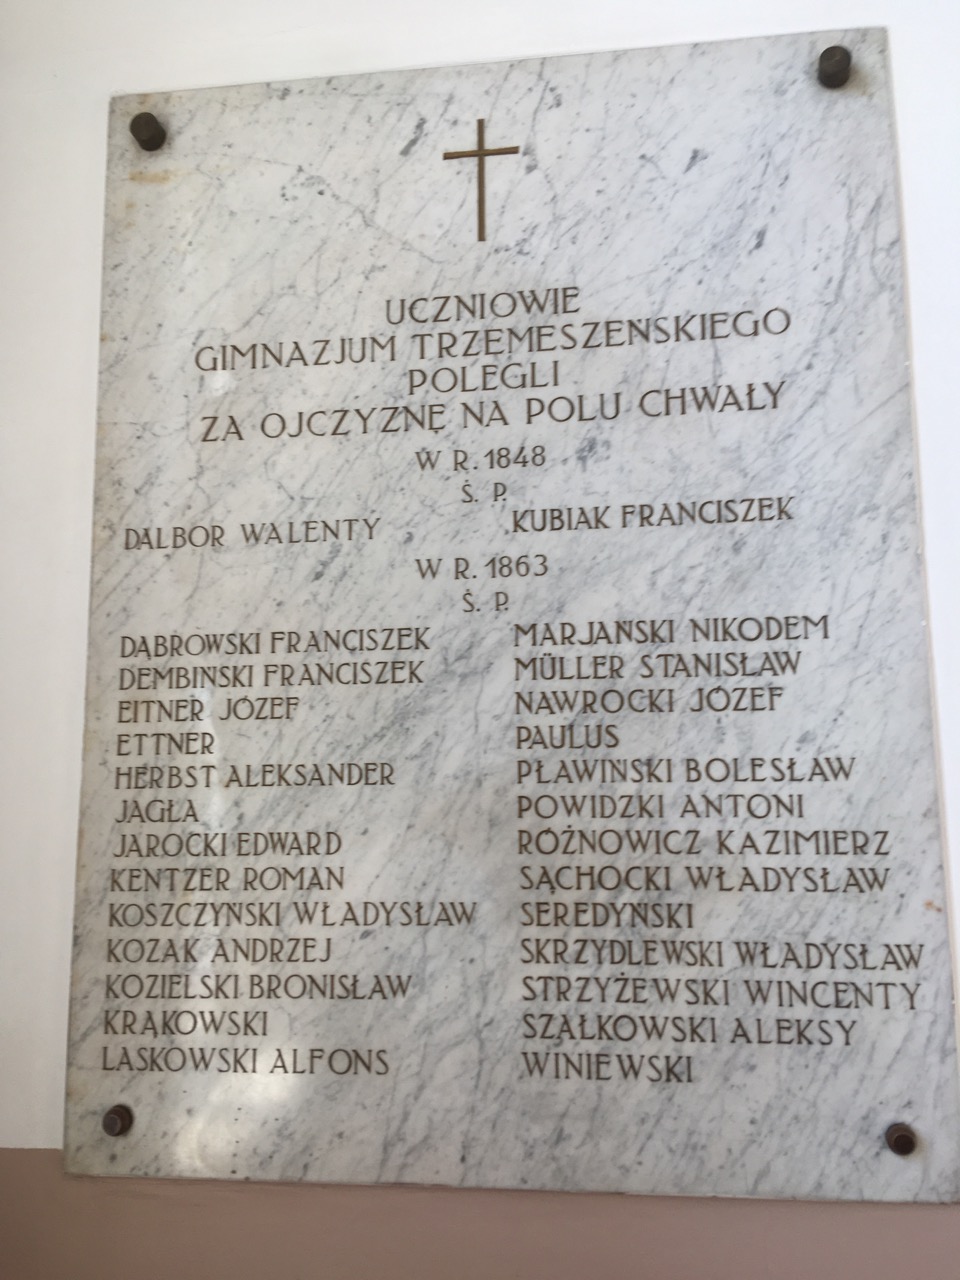 UCZNIOWIE
GIMNAZJUM TRZEMESZEŃSKIEGO
POLEGLI
ZA OJCZYZNĘ NA POLU CHWAŁY
W R. 1848
Ś. P.
DALBOR WALENTY KUBIAK FRANCISZEK
W R. 1863
Ś. P.
DĄBROWSKI FRANCISZEK
DEMBIŃSKI FRANCISZEK
EITNER JÓZEF
ETTNER
HERBST ALEKSANDER
JAGŁA
JAROCKI EDWARD
KENTZER ROMAN
KOSZCZYŃSKI WŁADYSŁAW
KOZAK ANDRZEJ
KOZIELSKI BRONISŁAW
KRĄKOWSKI
LASKOWSKI ALFONS
MARJAŃSKI NIKODEM
MÜLLER STANISŁAW
NAWROCKI JÓZEF
PAULUS
PŁAWIŃSKI BOLESŁAW
POWIDZKI ANTONI
RÓŻNOWICZ KAZIMIERZ
SĄCHOCKI WŁADYSŁAW
SEREDYŃSKI
SKRZYDLEWSKI WŁADYSŁAW
STRZYŻEWSKI WINCENTY
SZĄŁKOWSKI ALEKSY
WINIEWSKI